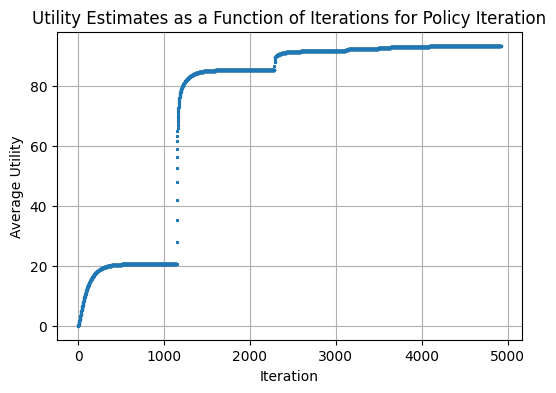 Utility Estimates as a Function of Iterations for Policy Iteration
80
60
40
20
0
Average Utility
0 1000 2000 3000 4000 5000
Iteration